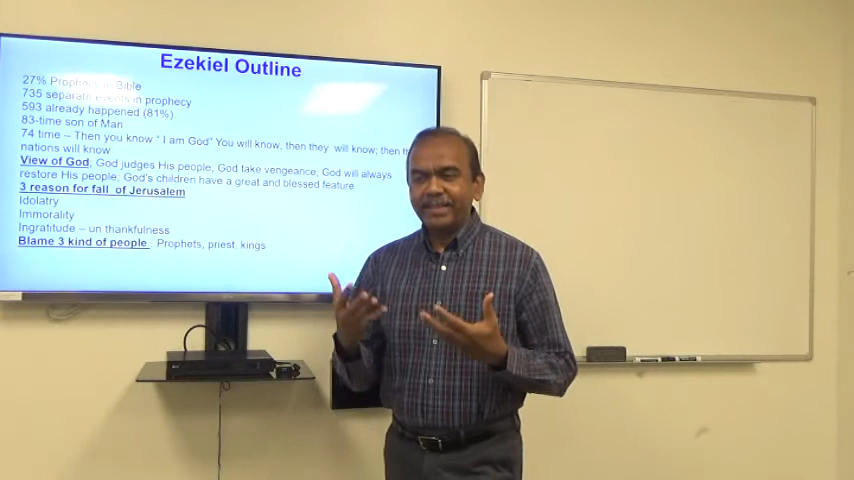 Ezekiel Outline
27% Prophecy in Bible
735 separate events in prophecy
593 already happened (81%)
83-time son of Man
74 time – Then you know " I am God" You will know, then they will know; then
nations will know
View of God; God judges His people; God take vengeance; God will always
restore His people; God's children have a great and blessed feature
3 reason for fall of Jerusalem
Idolatry
Immorality
Ingratitude – un thankfulness
Blame 3 kind of people Prophets, priest, kings